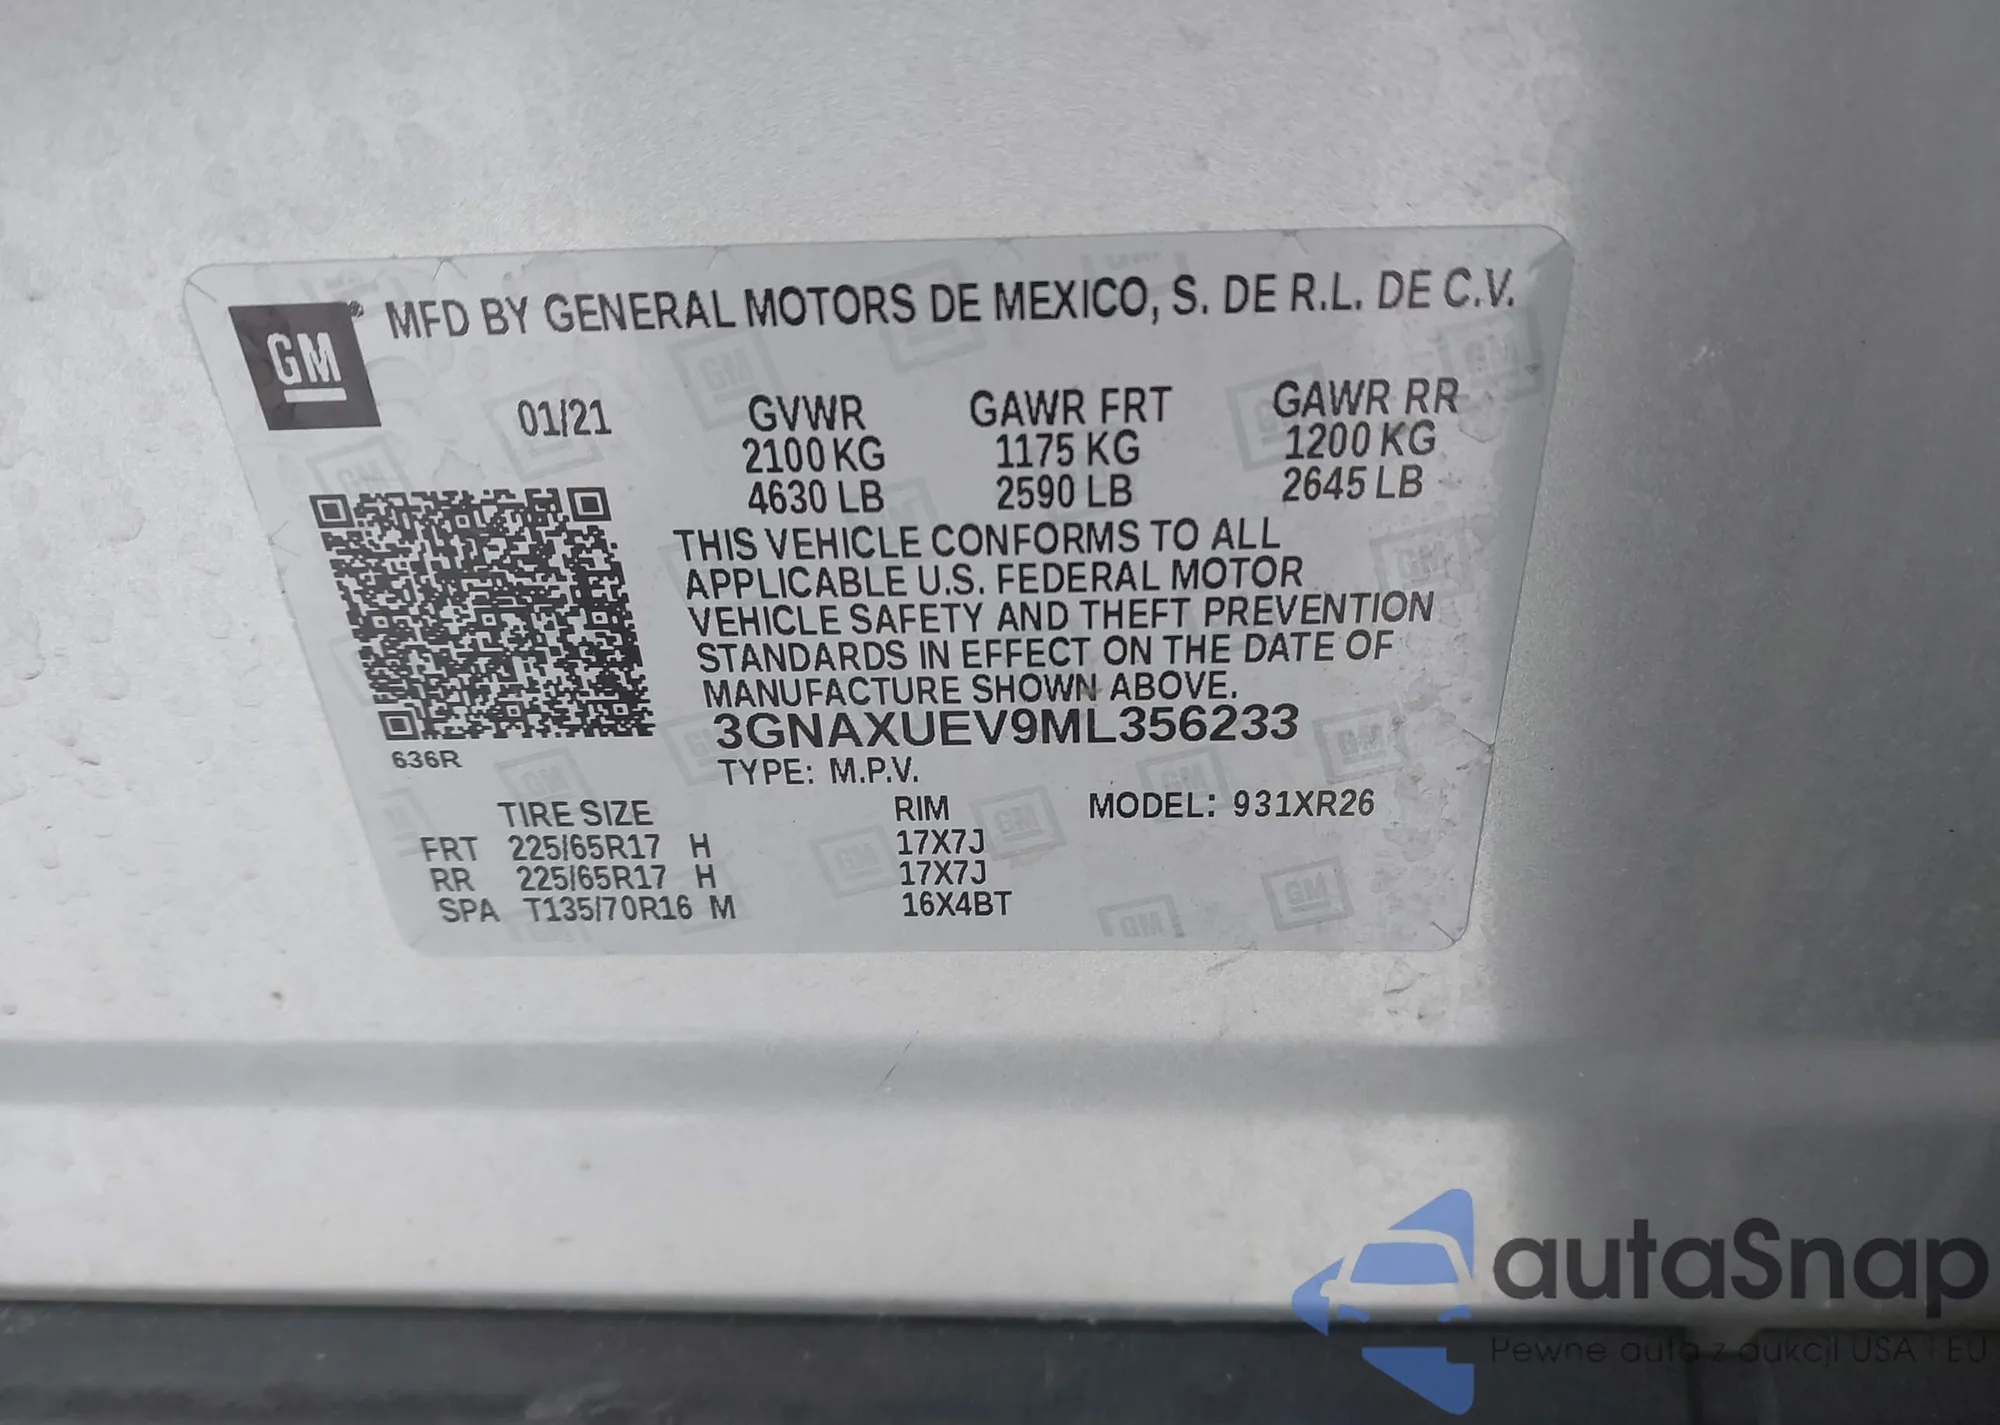 GM® MFD BY GENERAL MOTORS DE MEXICO, S. DE R.L. DE C.V.
01/21 GVWR GAWR FRT GAWR RR
2100 KG 1175 KG 1200 KG
4630 LB 2590 LB 2645 LB
THIS VEHICLE CONFORMS TO ALL
APPLICABLE U.S. FEDERAL MOTOR
VEHICLE SAFETY AND THEFT PREVENTION
STANDARDS IN EFFECT ON THE DATE OF
MANUFACTURE SHOWN ABOVE.
3GNAXUEV9ML356233
636R
TYPE: M.P.V.
TIRE SIZE RIM MODEL: 931XR26
FRT 225/65R17 H 17X7J
RR 225/65R17 H 17X7J
SPA T135/70R16 M 16X4BT
autaSnap
Pewne auta z aukcji USA i EU